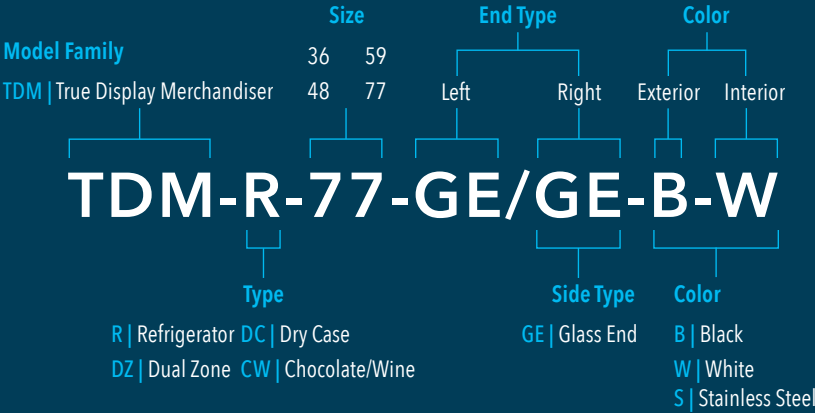 Size End Type Color
Model Family 36 59
TDM | True Display Merchandiser 48 77 Left Right Exterior Interior
TDM-R-77-GE/GE-B-W
Type Side Type Color
R | Refrigerator DC | Dry Case GE | Glass End B | Black
DZ | Dual Zone CW | Chocolate/Wine W | White
S | Stainless Steel